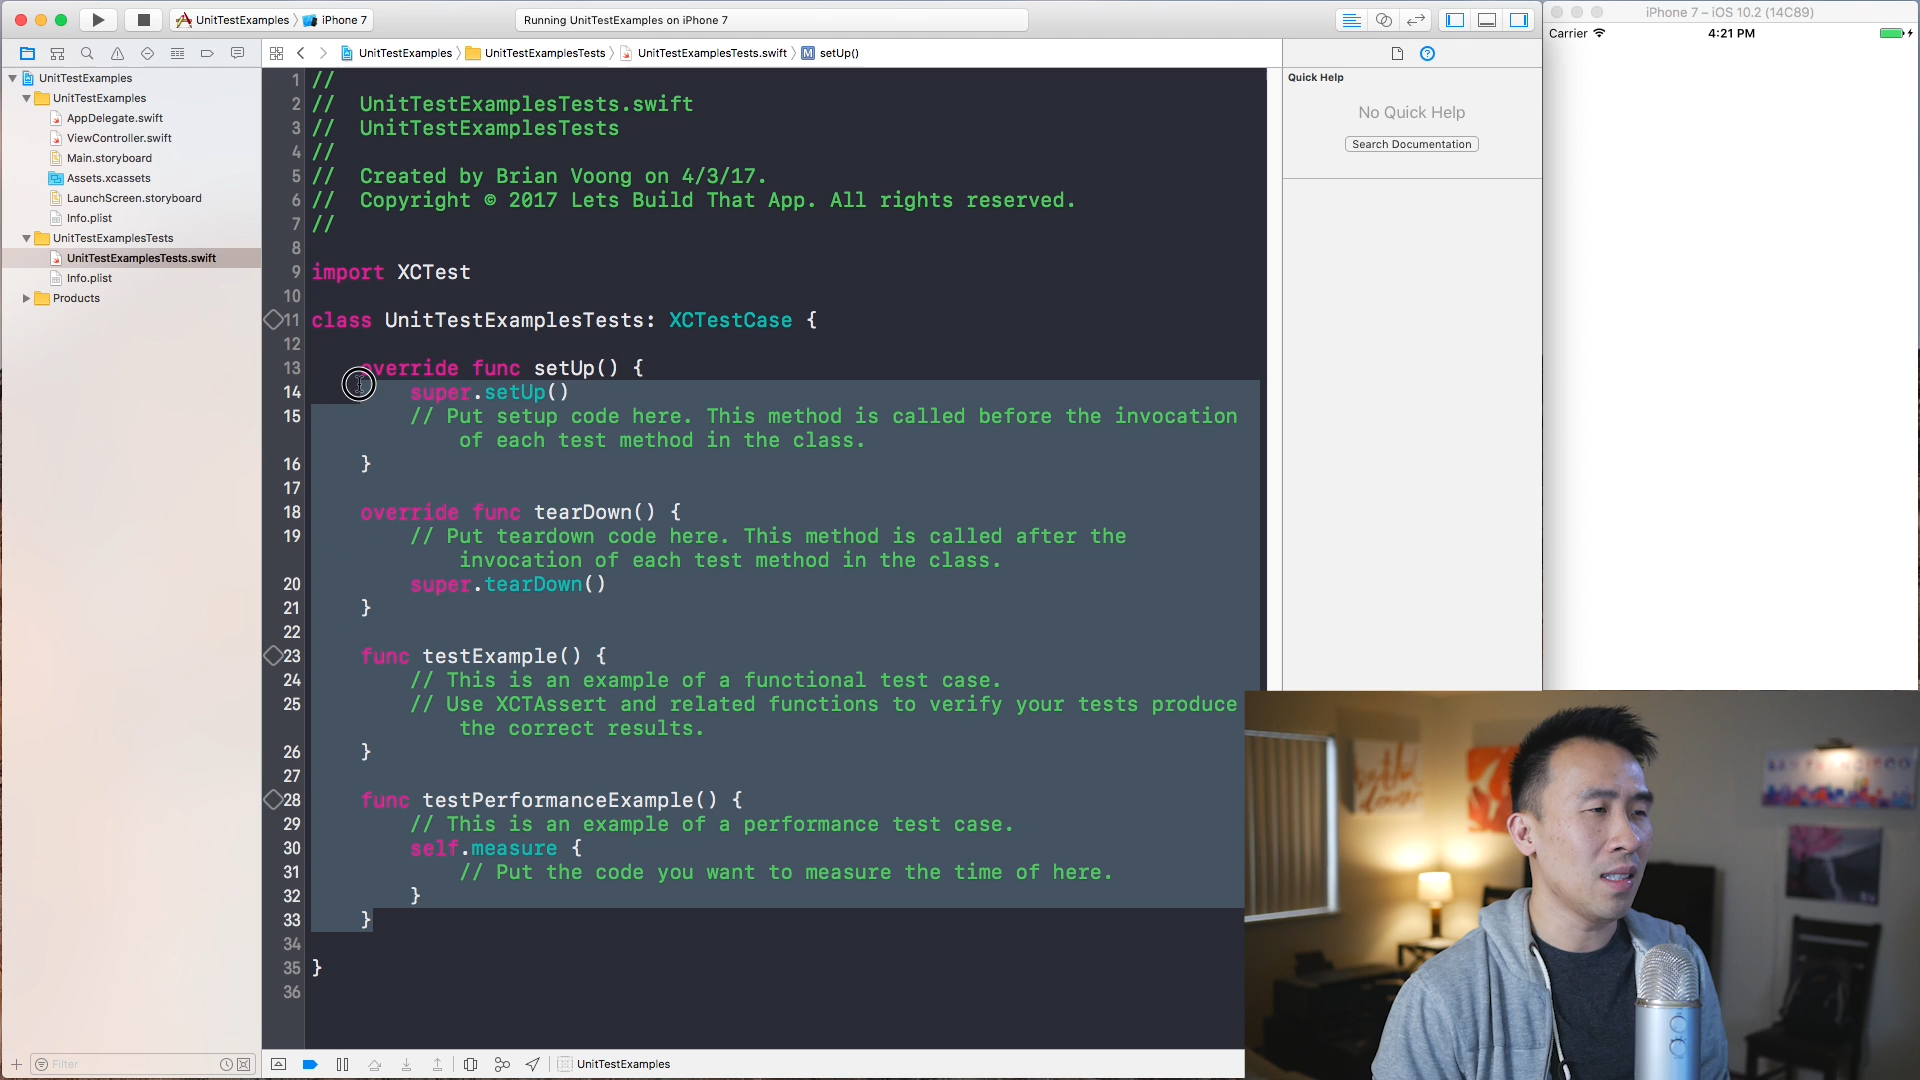 UnitTestExamples
iPhone 7
Running UnitTestExamples on iPhone 7
iPhone 7 – iOS 10.2 (14C89)
Carrier
4:21 PM
UnitTestExamples
UnitTestExamplesTests
UnitTestExamplesTests.swift
M
setUp()
UnitTestExamples
UnitTestExamples
AppDelegate.swift
ViewController.swift
Main.storyboard
Assets.xcassets
LaunchScreen.storyboard
Info.plist
UnitTestExamplesTests
UnitTestExamplesTests.swift
Info.plist
Products
Filter
1 //
2 //  UnitTestExamplesTests.swift
3 //  UnitTestExamplesTests
4 //
5 //  Created by Brian Voong on 4/3/17.
6 //  Copyright © 2017 Lets Build That App. All rights reserved.
7 //
8
9 import XCTest
10
11 class UnitTestExamplesTests: XCTestCase {
12
13     override func setUp() {
14         super.setUp()
15         // Put setup code here. This method is called before the invocation
of each test method in the class.
16     }
17
18     override func tearDown() {
19         // Put teardown code here. This method is called after the
invocation of each test method in the class.
20         super.tearDown()
21     }
22
23     func testExample() {
24         // This is an example of a functional test case.
25         // Use XCTAssert and related functions to verify your tests produce
the correct results.
26     }
27
28     func testPerformanceExample() {
29         // This is an example of a performance test case.
30         self.measure {
31             // Put the code you want to measure the time of here.
32         }
33     }
34
35 }
36
UnitTestExamples
Quick Help
No Quick Help
Search Documentation